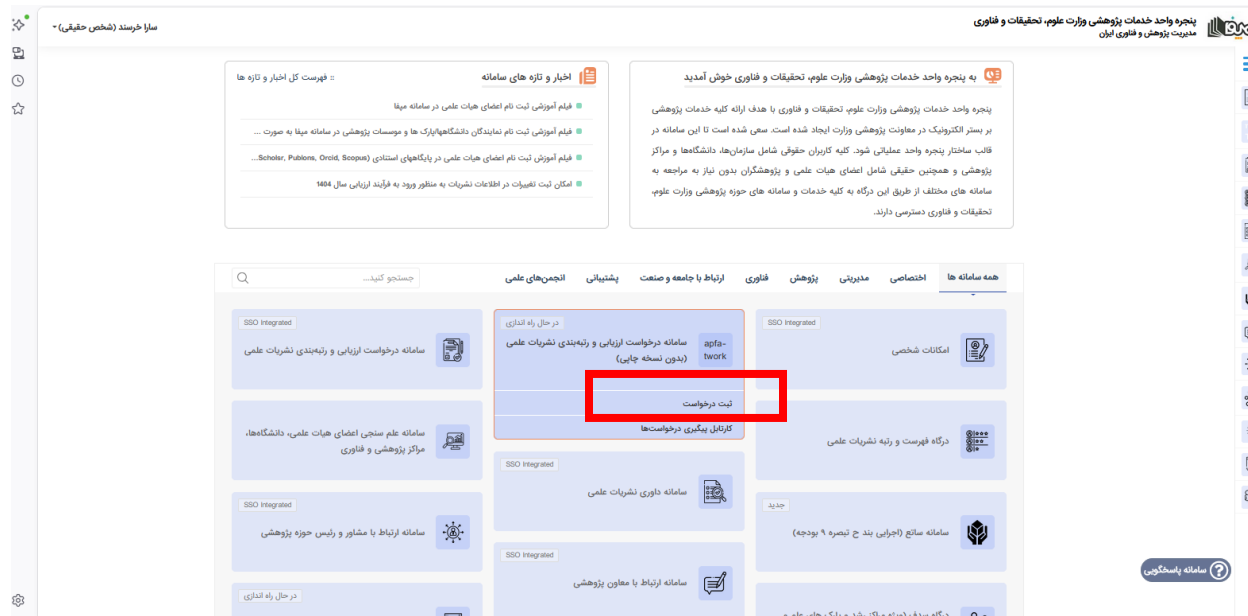 پنجره واحد خدمات پژوهشی وزارت علوم، تحقیقات و فناوری
مدیریت پژوهش و فناوری ایران
سارا خرسند (شخص حقیقی)
به پنجره واحد خدمات پژوهشی وزارت علوم، تحقیقات و فناوری خوش آمدید
پنجره واحد خدمات پژوهشی وزارت علوم، تحقیقات و فناوری با هدف ارائه کلیه خدمات پژوهشی
بر بستر الکترونیک در معاونت پژوهشی وزارت ایجاد شده است. سعی شده است تا این سامانه در
قالب ساختار پنجره واحد عملیاتی شود. کلیه کاربران حقوقی شامل سازمان‌ها، دانشگاه‌ها و مراکز
پژوهشی و همچنین حقیقی شامل اعضای هیات علمی و پژوهشگران بدون نیاز به مراجعه به
سامانه های مختلف از طریق این درگاه به کلیه خدمات و سامانه های حوزه پژوهشی وزارت علوم،
تحقیقات و فناوری دسترسی دارند.
اخبار و تازه های سامانه
:: فهرست کل اخبار و تازه ها
فیلم آموزشی ثبت نام اعضای هیات علمی در سامانه میفا
فیلم آموزشی ثبت نام نمایندگان دانشگاهها/پارک ها و موسسات پژوهشی در سامانه میفا به صورت ...
فیلم آموزش ثبت نام اعضای هیات علمی در پایگاههای استنادی (Scholar, Publons, Orcid, Scopus...
امکان ثبت تغییرات در اطلاعات نشریات به منظور ورود به فرآیند ارزیابی سال 1404
همه سامانه ها
اختصاصی
مدیریتی
پژوهش
فناوری
ارتباط با جامعه و صنعت
پشتیبانی
انجمن‌های علمی
جستجو کنید...
SSO Integrated
امکانات شخصی
در حال راه اندازی
apfa-
twork
سامانه درخواست ارزیابی و رتبه‌بندی نشریات علمی
(بدون نسخه چاپی)
ثبت درخواست
کارتابل پیگیری درخواست‌ها
SSO Integrated
سامانه درخواست ارزیابی و رتبه‌بندی نشریات علمی
درگاه فهرست و رتبه نشریات علمی
سامانه علم سنجی اعضای هیات علمی، دانشگاه‌ها،
مراکز پژوهشی و فناوری
SSO Integrated
سامانه داوری نشریات علمی
جدید
سامانه ساتع (اجرایی بند ح تبصره ۹ بودجه)
SSO Integrated
سامانه ارتباط با مشاور و رئیس حوزه پژوهشی
SSO Integrated
سامانه ارتباط با معاون پژوهشی
در حال راه اندازی
سامانه پاسخگویی